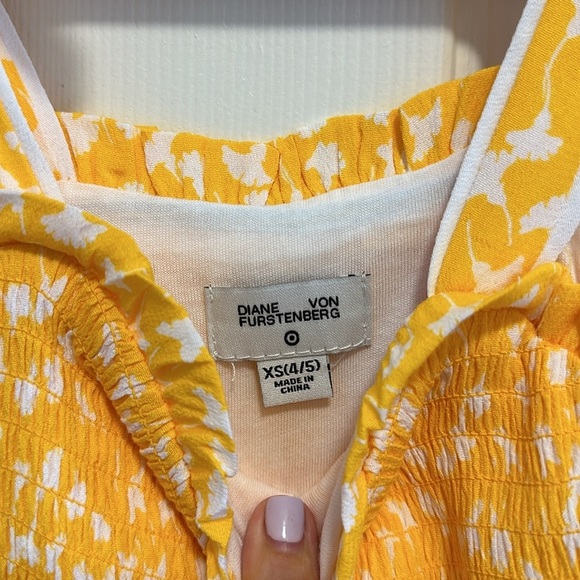 DIANE VON
FURSTENBERG
XS(4/5)
MADE IN
CHINA